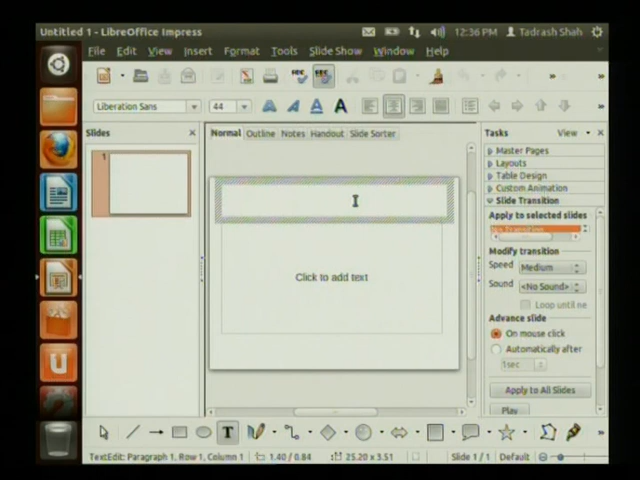 Untitled 1 - LibreOffice Impress
12:36 PM
Tadrash Shah
File Edit View Insert Format Tools Slide Show Window Help
Liberation Sans
44
Slides
Normal Outline Notes Handout Slide Sorter
Tasks
View
1
Master Pages
Layouts
Table Design
Custom Animation
Slide Transition
Apply to selected slides
No Transition
Modify transition
Speed
Medium
Sound
<No Sound>
Loop until ne
Advance slide
On mouse click
Automatically after
1sec
Apply to All Slides
Play
Click to add text
TextEdit: Paragraph 1, Row 1, Column 1
1.40 / 0.84
25.20 x 3.51
Slide 1 / 1
Default